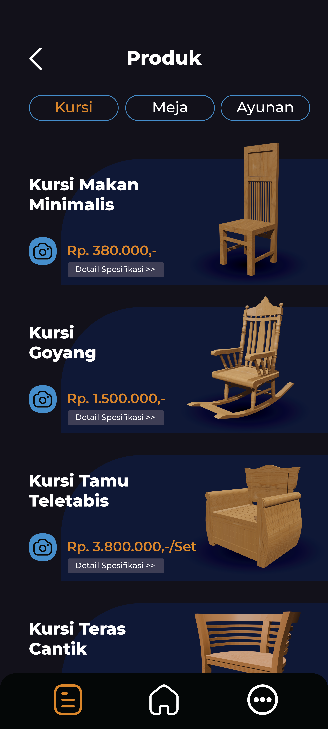 Produk
Kursi
Meja
Ayunan
Kursi Makan
Minimalis
Rp. 380.000,-
Detail Spesifikasi >>
Kursi
Goyang
Rp. 1.500.000,-
Detail Spesifikasi >>
Kursi Tamu
Teletabis
Rp. 3.800.000,-/Set
Detail Spesifikasi >>
Kursi Teras
Cantik